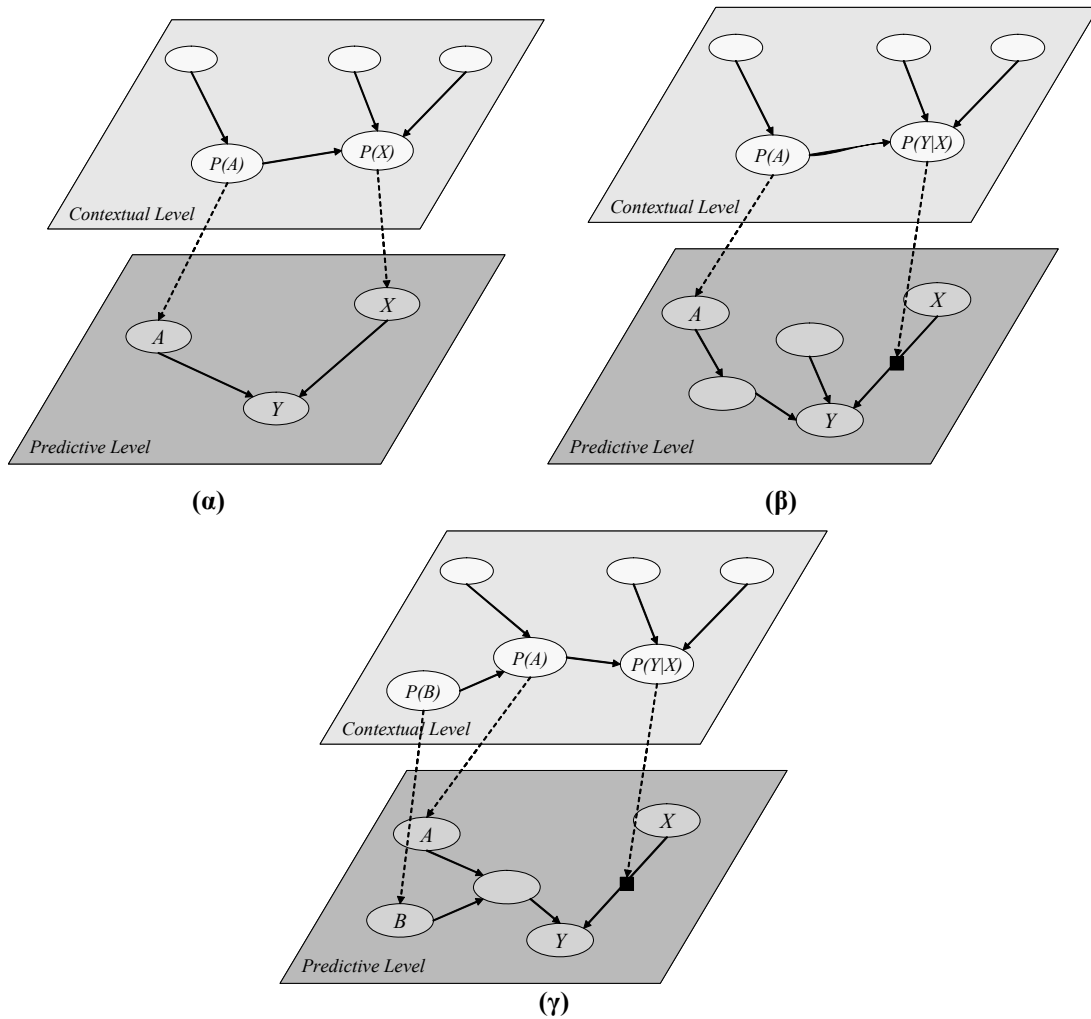 P(A)
P(X)
Contextual Level
A
X
Y
Predictive Level
(α)
P(A)
P(Y|X)
Contextual Level
A
X
Y
Predictive Level
(β)
P(A)
P(Y|X)
P(B)
Contextual Level
A
X
B
Y
Predictive Level
(γ)